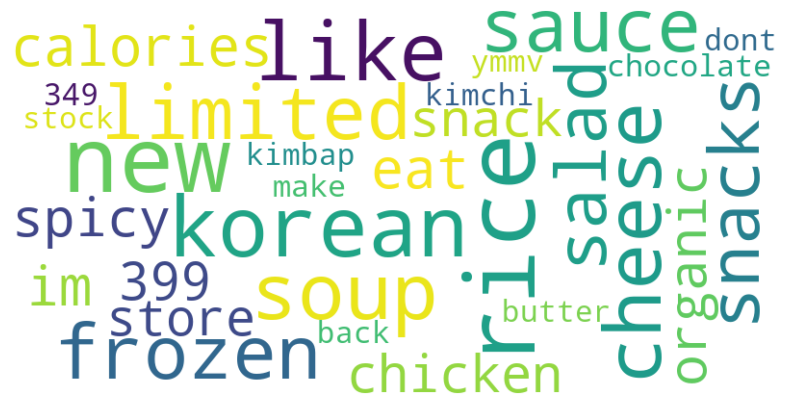 calories
like
sauce
dont
ymmv
chocolate
349
stock
limited
kimchi
snack
salad
cheese
snacks
new
kimbap
make
eat
rice
organic
spicy
korean
im
399
store
soup
butter
frozen
back
chicken